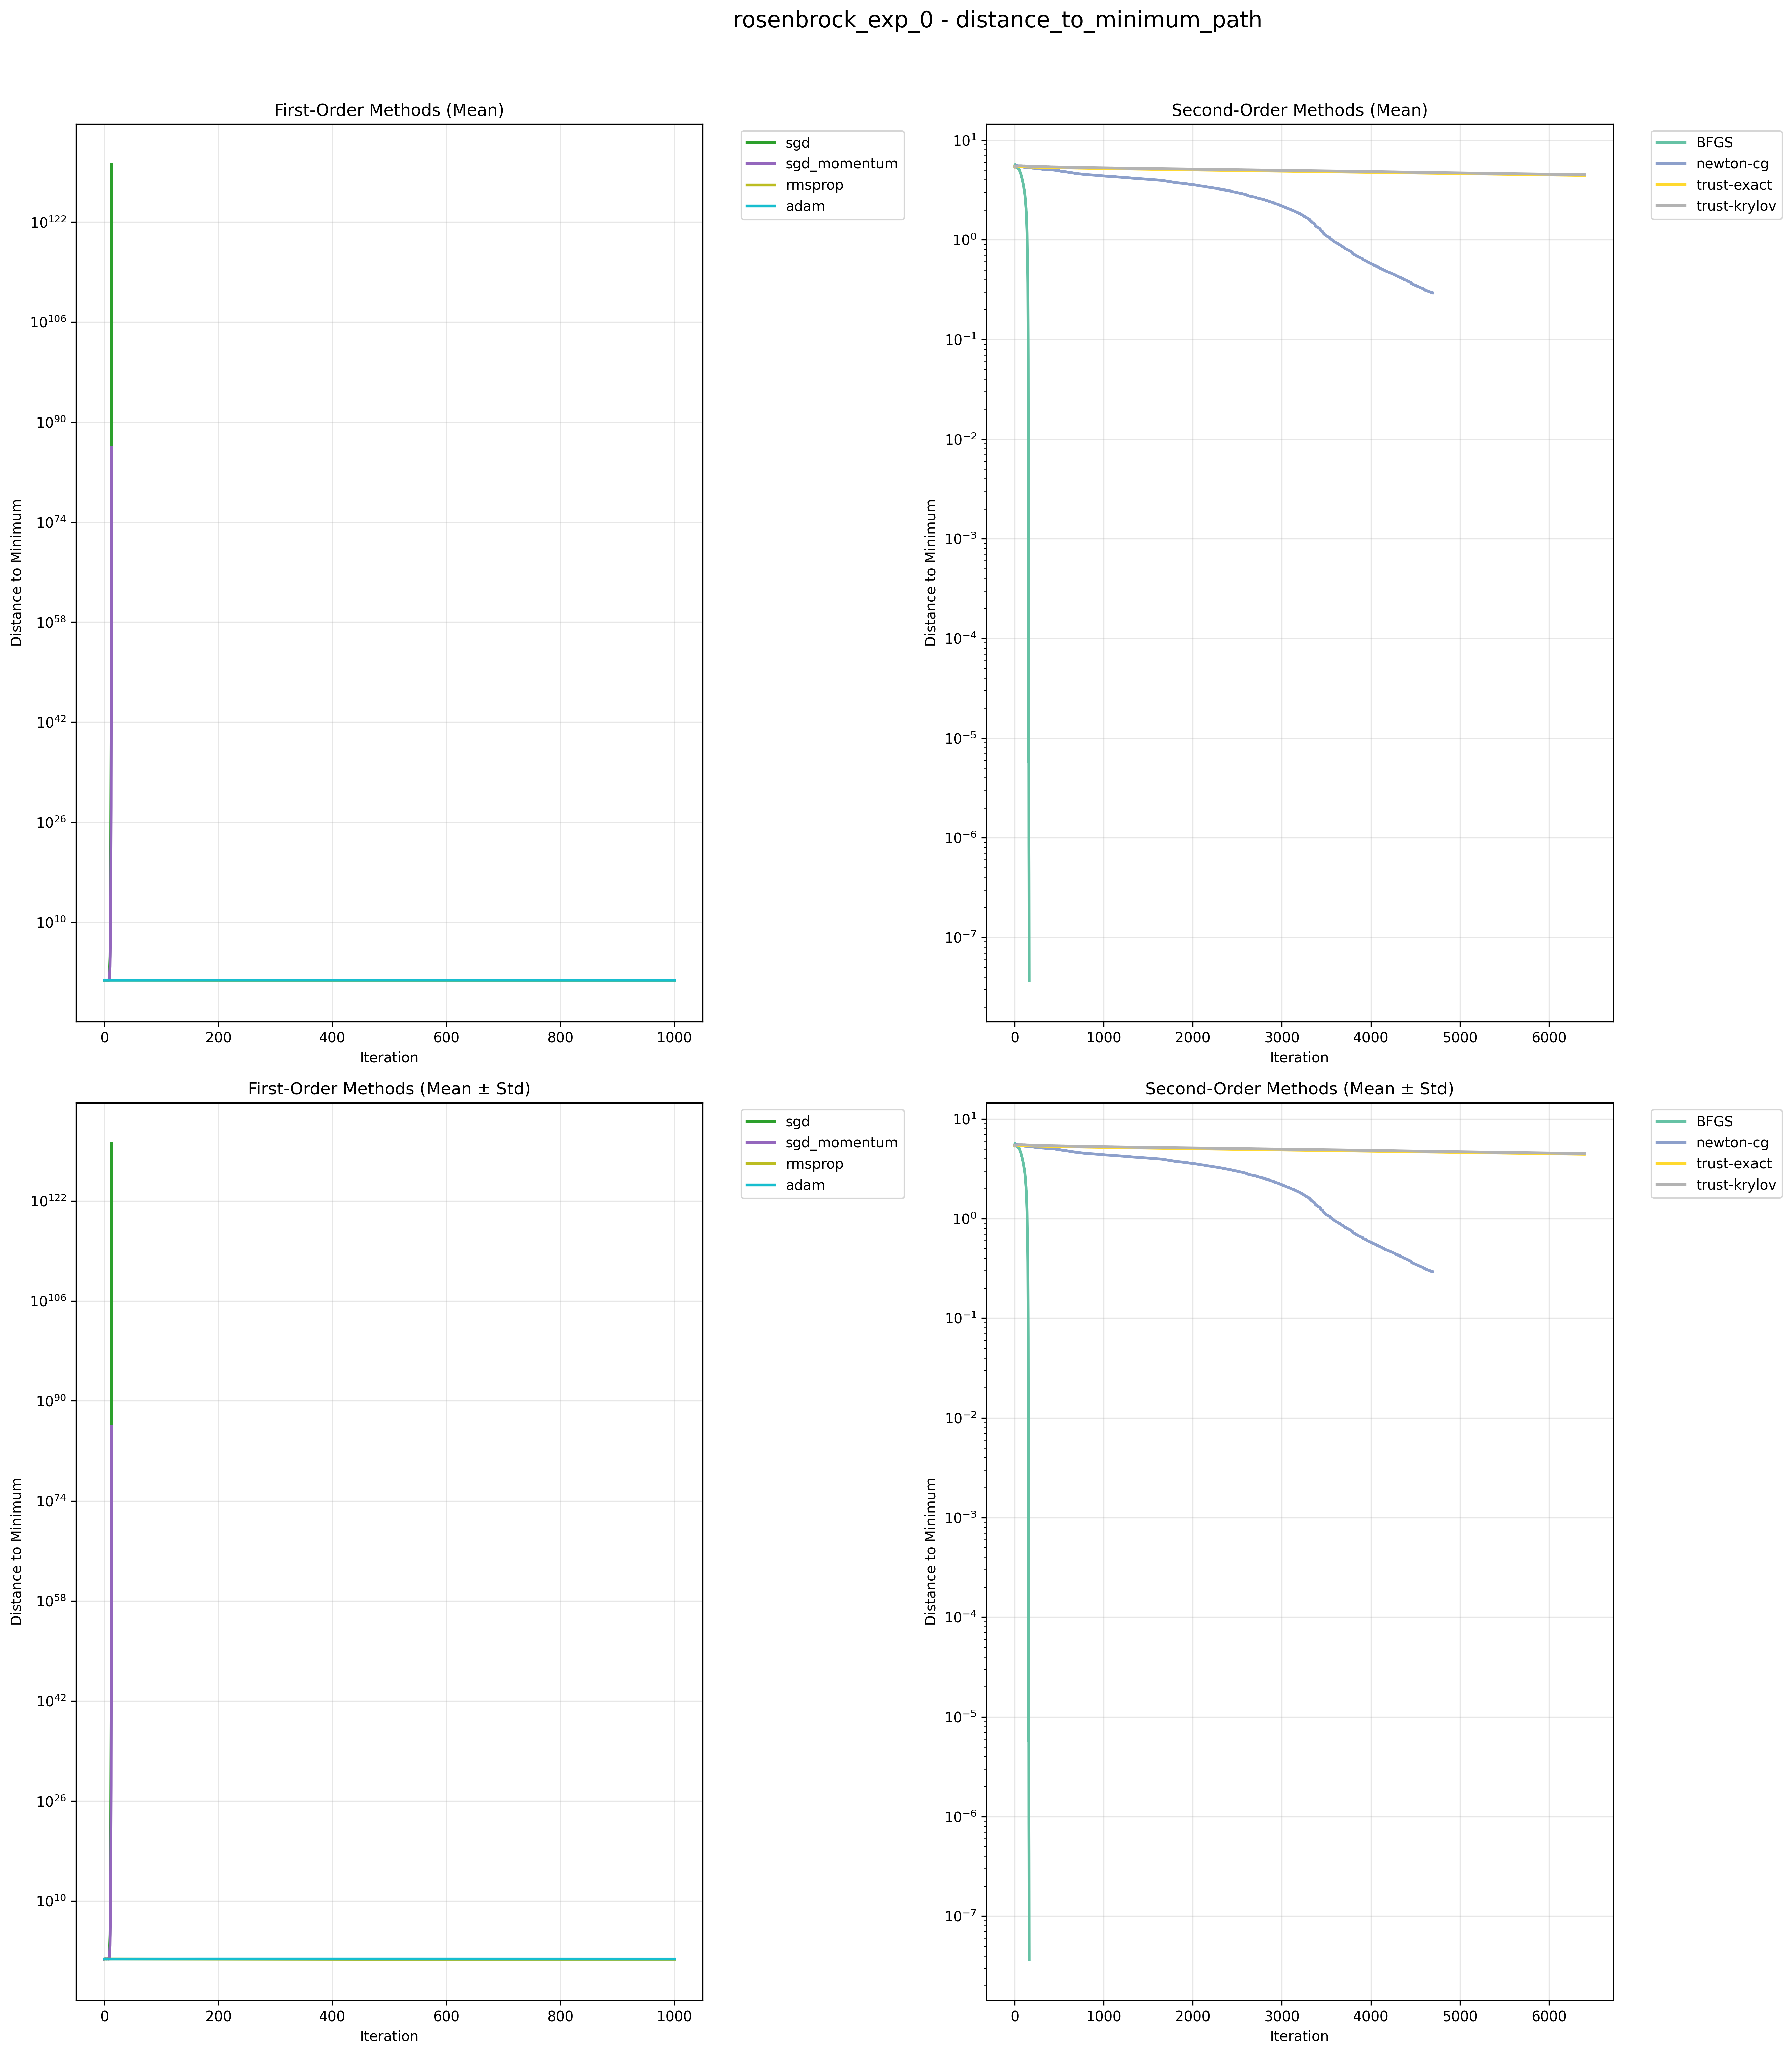 rosenbrock_exp_0 - distance_to_minimum_path
First-Order Methods (Mean)
Distance to Minimum
10^122
10^106
10^90
10^74
10^58
10^42
10^26
10^10
0 200 400 600 800 1000
Iteration
sgd
sgd_momentum
rmsprop
adam
Second-Order Methods (Mean)
Distance to Minimum
10^1
10^0
10^-1
10^-2
10^-3
10^-4
10^-5
10^-6
10^-7
0 1000 2000 3000 4000 5000 6000
Iteration
BFGS
newton-cg
trust-exact
trust-krylov
First-Order Methods (Mean ± Std)
Distance to Minimum
10^122
10^106
10^90
10^74
10^58
10^42
10^26
10^10
0 200 400 600 800 1000
Iteration
sgd
sgd_momentum
rmsprop
adam
Second-Order Methods (Mean ± Std)
Distance to Minimum
10^1
10^0
10^-1
10^-2
10^-3
10^-4
10^-5
10^-6
10^-7
0 1000 2000 3000 4000 5000 6000
Iteration
BFGS
newton-cg
trust-exact
trust-krylov